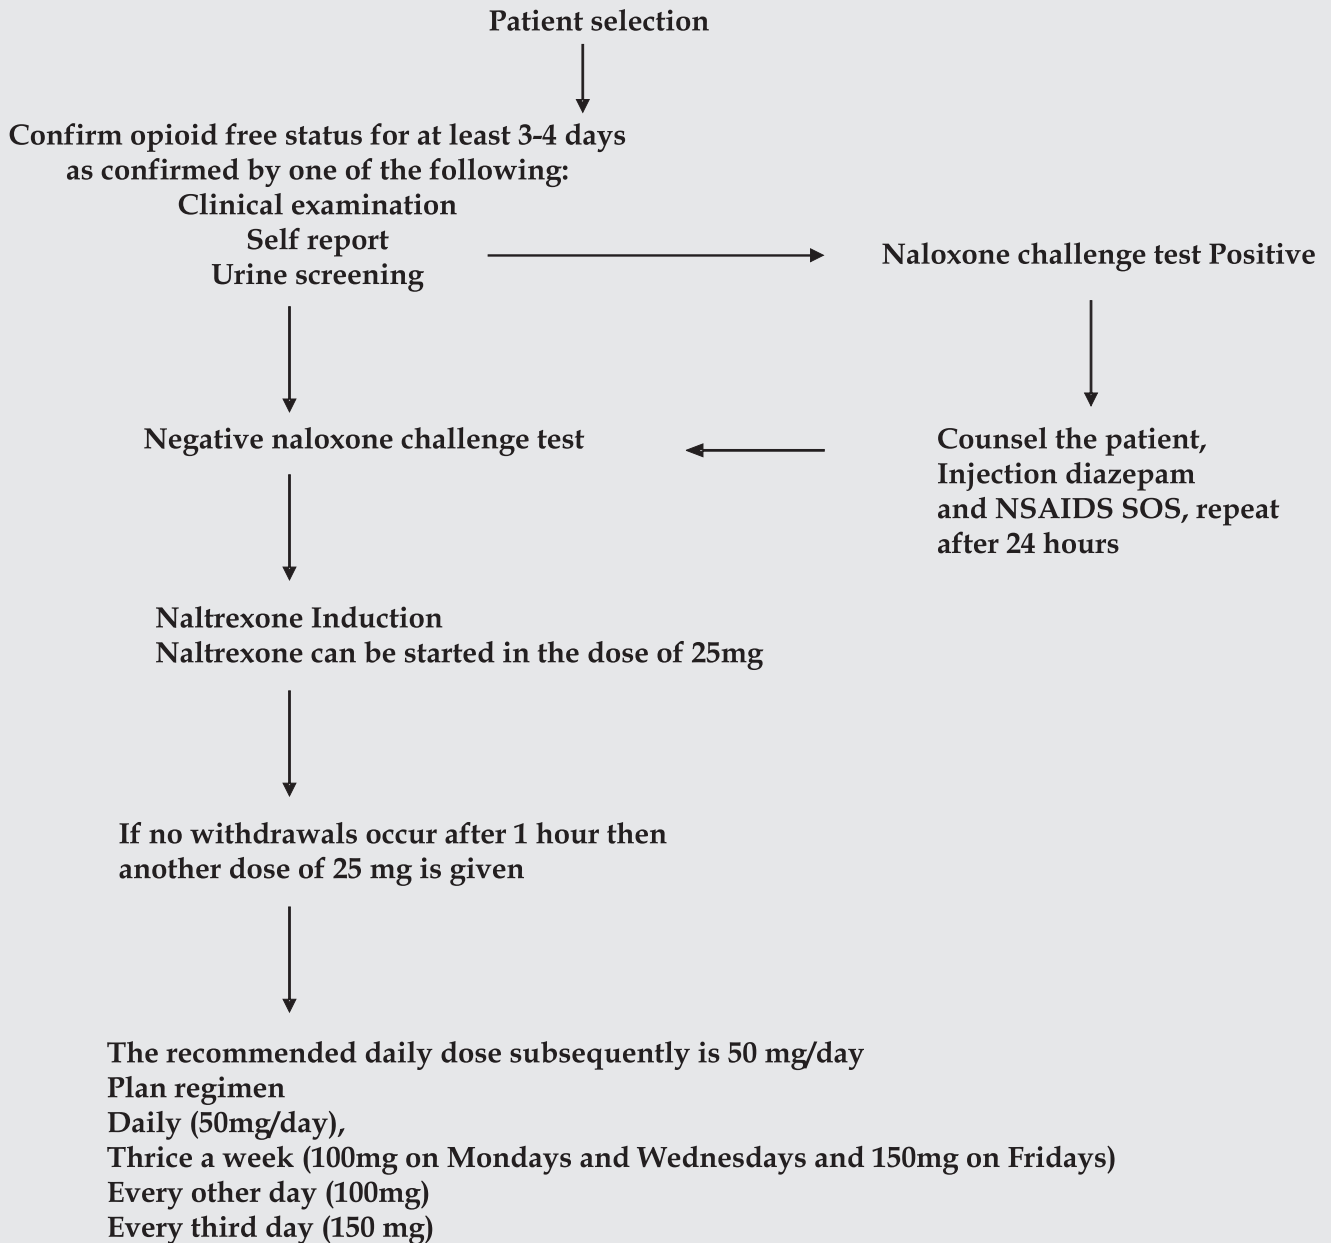 Patient selection
Confirm opioid free status for at least 3-4 days
as confirmed by one of the following:
Clinical examination
Self report
Urine screening
Naloxone challenge test Positive
Negative naloxone challenge test
Counsel the patient,
Injection diazepam
and NSAIDS SOS, repeat
after 24 hours
Naltrexone Induction
Naltrexone can be started in the dose of 25mg
If no withdrawals occur after 1 hour then
another dose of 25 mg is given
The recommended daily dose subsequently is 50 mg/day
Plan regimen
Daily (50mg/day),
Thrice a week (100mg on Mondays and Wednesdays and 150mg on Fridays)
Every other day (100mg)
Every third day (150 mg)